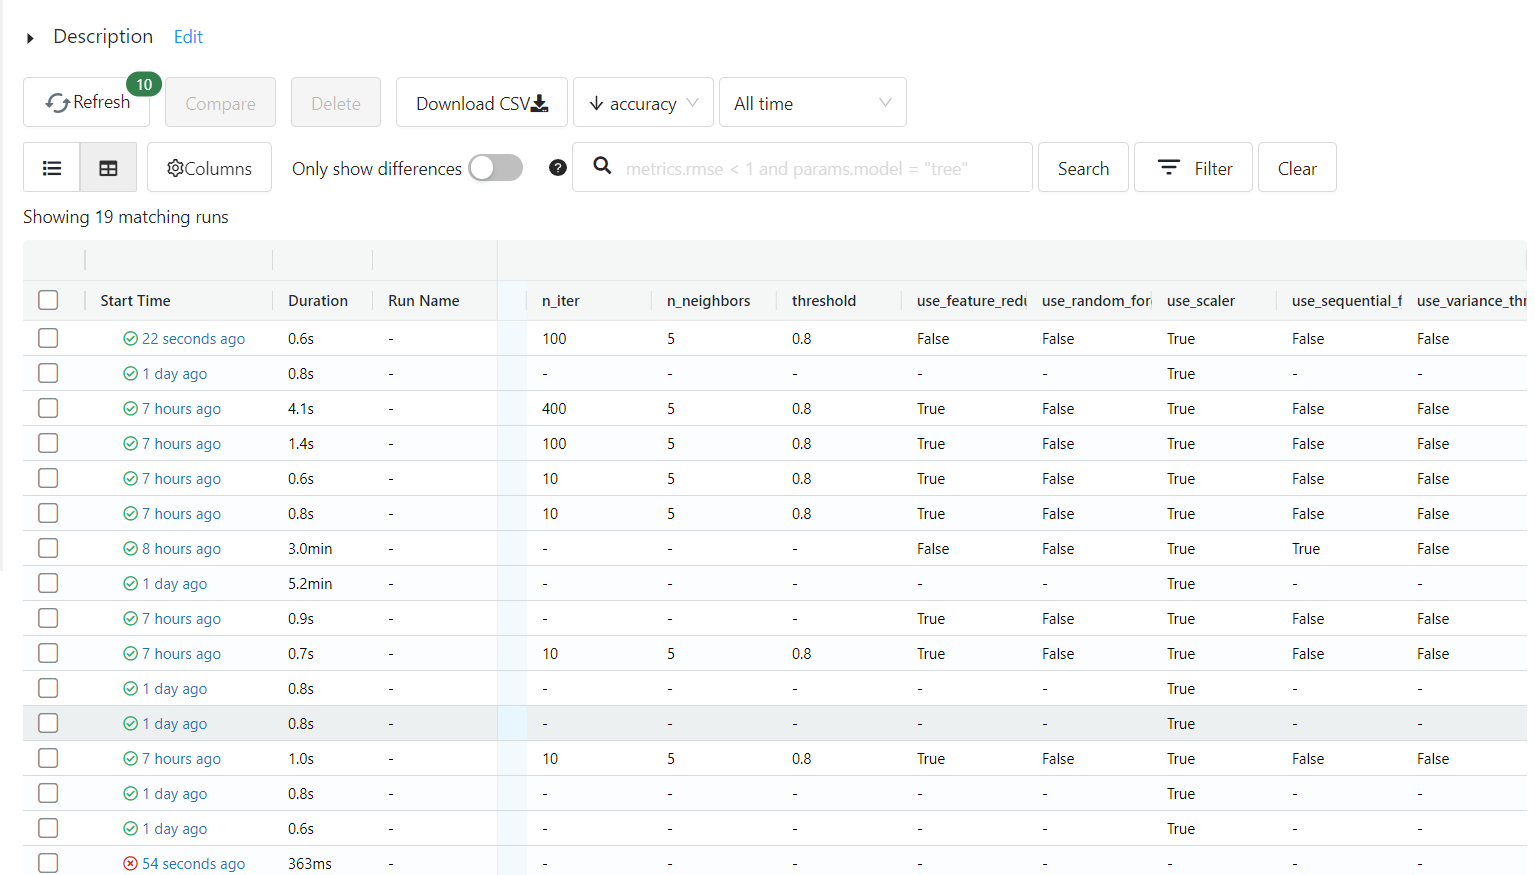 Description Edit
Refresh 10 Compare Delete Download CSV accuracy All time
Columns Only show differences ? metrics.rmse < 1 and params.model = "tree" Search Filter Clear
Showing 19 matching runs
Start Time Duration Run Name n_iter n_neighbors threshold use_feature_redu use_random_for use_scaler use_sequential_f use_variance_thr
22 seconds ago 0.6s - 100 5 0.8 False False True False False
1 day ago 0.8s - - - - - - True - -
7 hours ago 4.1s - 400 5 0.8 True False True False False
7 hours ago 1.4s - 100 5 0.8 True False True False False
7 hours ago 0.6s - 10 5 0.8 True False True False False
7 hours ago 0.8s - 10 5 0.8 True False True False False
8 hours ago 3.0min - - - - False False True True False
1 day ago 5.2min - - - - - - True - -
7 hours ago 0.9s - - - - True False True False False
7 hours ago 0.7s - 10 5 0.8 True False True False False
1 day ago 0.8s - - - - - - True - -
1 day ago 0.8s - - - - - - True - -
7 hours ago 1.0s - 10 5 0.8 True False True False False
1 day ago 0.8s - - - - - - True - -
1 day ago 0.6s - - - - - - True - -
54 seconds ago 363ms - - - - - - - - -